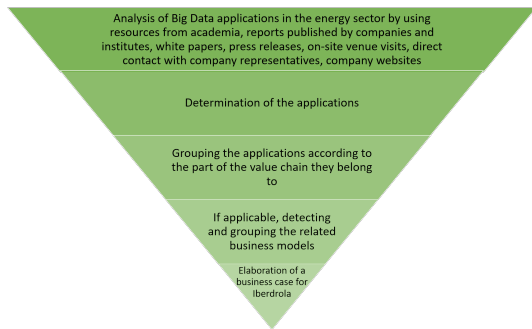 Analysis of Big Data applications in the energy sector by using
resources from academia, reports published by companies and
institutes, white papers, press releases, on-site venue visits, direct
contact with company representatives, company websites
Determination of the applications
Grouping the applications according to
the part of the value chain they belong
to
If applicable, detecting
and grouping the related
business models
Elaboration of a
business case for
Iberdrola